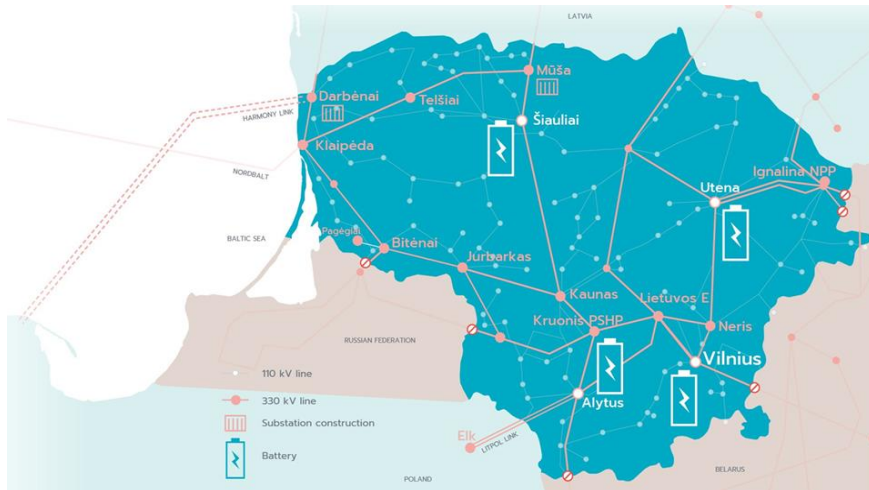 LATVIA
Mūša
Darbėnai
Telšiai
HARMONY LINK
Šiauliai
Klaipėda
Ignalina NPP
NORDBALT
Utena
Pagėgiai
BALTIC SEA
Bitėnai
Jurbarkas
Kaunas
Lietuvos E
Kruonis PSHP
Neris
RUSSIAN FEDERATION
Vilnius
110 kV line
330 kV line
Alytus
Substation construction
Elk
LITPOL LINK
Battery
BELARUS
POLAND